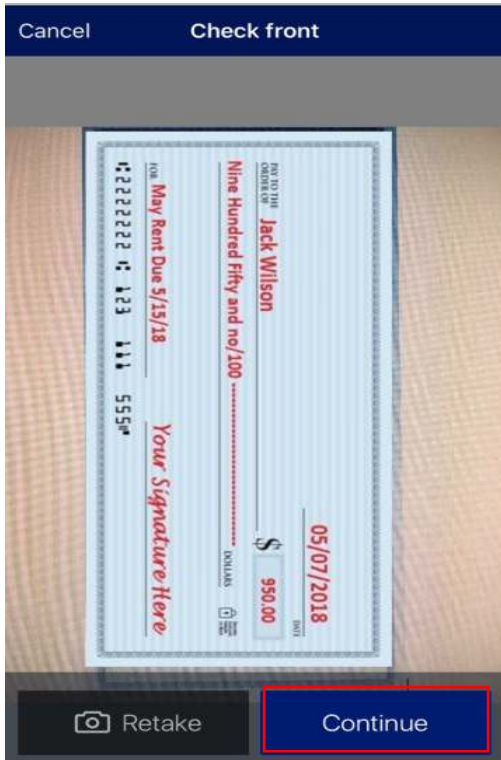 Cancel
Check front
05/07/2018
DATE
PAY TO THE
ORDER OF Jack Wilson $ 950.00
Nine Hundred Fifty and no/100 DOLLARS
FOR May Rent Due 5/15/18 Your Signature Here
⑆22222222⑆ 123 111 555⑈
Retake
Continue